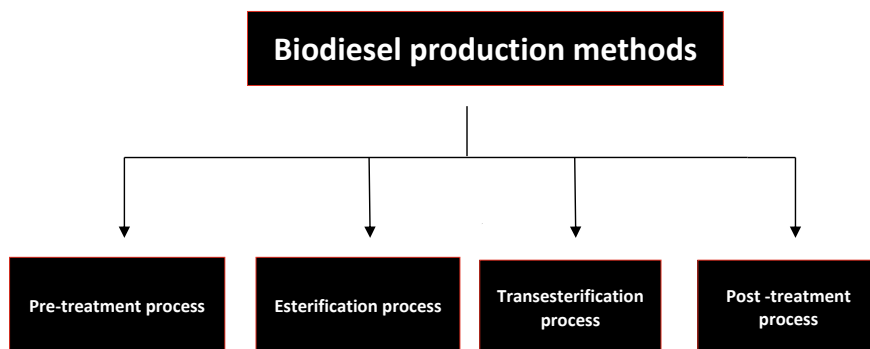 Biodiesel production methods
Pre-treatment process
Esterification process
Transesterification
process
Post -treatment
process